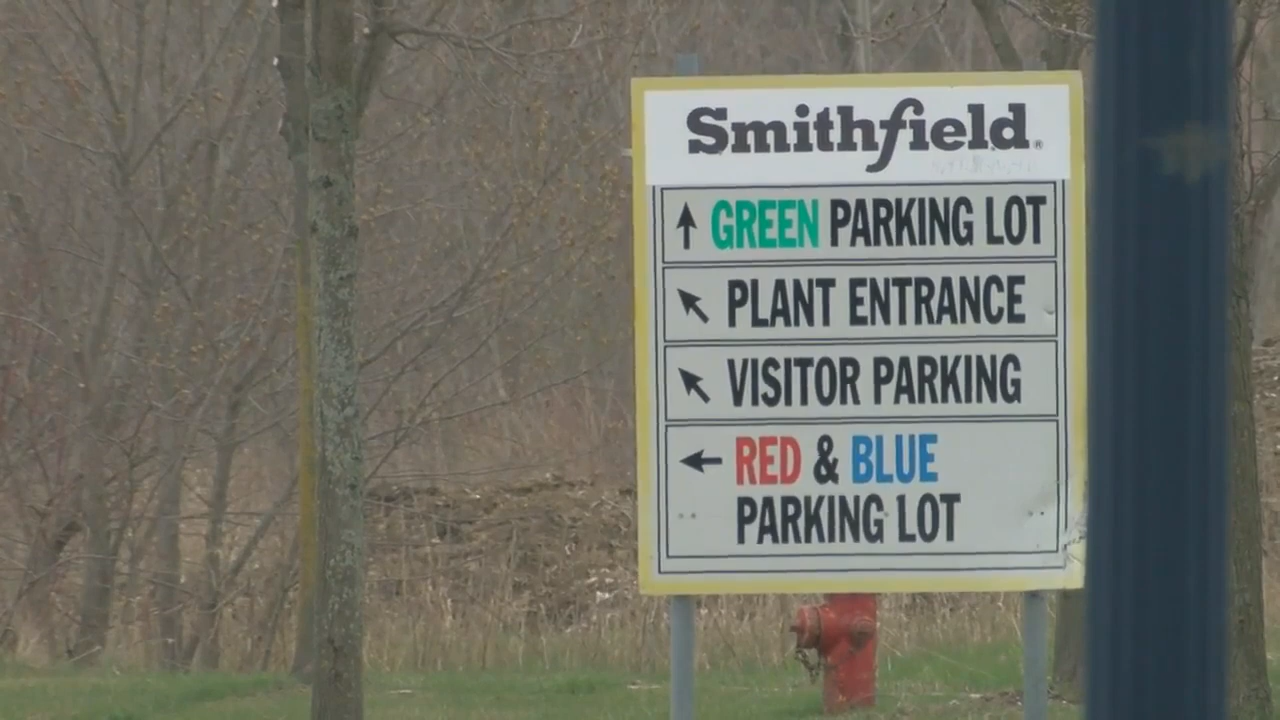 Smithfield®
GREEN PARKING LOT
PLANT ENTRANCE
VISITOR PARKING
RED & BLUE
PARKING LOT